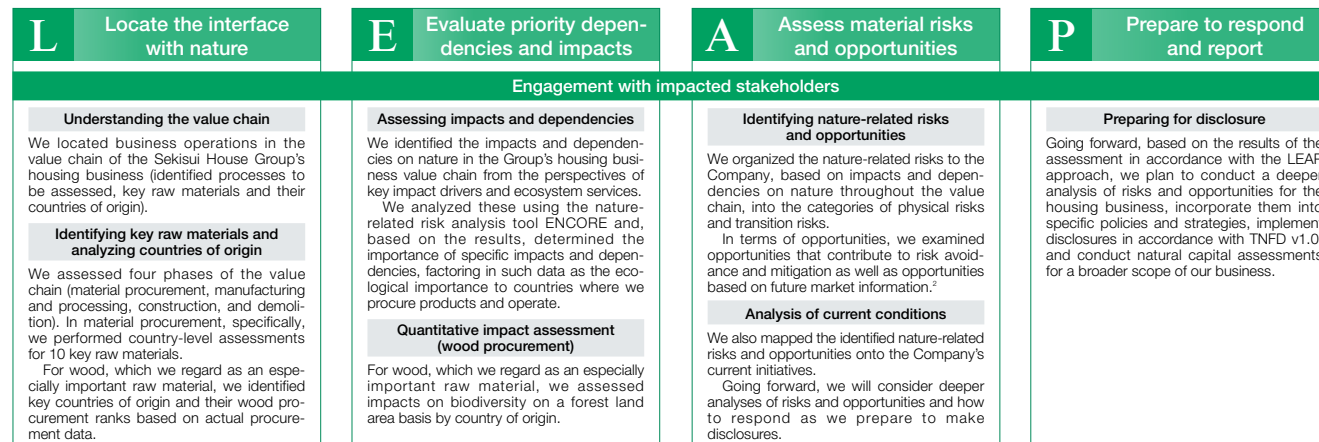 L
Locate the interface
with nature
E
Evaluate priority depen-
dencies and impacts
A
Assess material risks
and opportunities
P
Prepare to respond
and report
Engagement with impacted stakeholders
Understanding the value chain
We located business operations in the
value chain of the Sekisui House Group's
housing business (identified processes to
be assessed, key raw materials and their
countries of origin).
Identifying key raw materials and
analyzing countries of origin
We assessed four phases of the value
chain (material procurement, manufacturing
and processing, construction, and demoli-
tion). In material procurement, specifically,
we performed country-level assessments
for 10 key raw materials.
For wood, which we regard as an espe-
cially important raw material, we identified
key countries of origin and their wood pro-
curement ranks based on actual procure-
ment data.
Assessing impacts and dependencies
We identified the impacts and dependen-
cies on nature in the Group's housing busi-
ness value chain from the perspectives of
key impact drivers and ecosystem services.
We analyzed these using the nature-
related risk analysis tool ENCORE and,
based on the results, determined the
importance of specific impacts and depen-
dencies, factoring in such data as the eco-
logical importance to countries where we
procure products and operate.
Quantitative impact assessment
(wood procurement)
For wood, which we regard as an especially
important raw material, we assessed
impacts on biodiversity on a forest land
area basis by country of origin.
Identifying nature-related risks
and opportunities
We organized the nature-related risks to the
Company, based on impacts and depen-
dencies on nature throughout the value
chain, into the categories of physical risks
and transition risks.
In terms of opportunities, we examined
opportunities that contribute to risk avoid-
ance and mitigation as well as opportunities
based on future market information.2
Analysis of current conditions
We also mapped the identified nature-related
risks and opportunities onto the Company's
current initiatives.
Going forward, we will consider deeper
analyses of risks and opportunities and how
to respond as we prepare to make
disclosures.
Preparing for disclosure
Going forward, based on the results of the
assessment in accordance with the LEAP
approach, we plan to conduct a deeper
analysis of risks and opportunities for the
housing business, incorporate them into
specific policies and strategies, implement
disclosures in accordance with TNFD v1.0,
and conduct natural capital assessments
for a broader scope of our business.